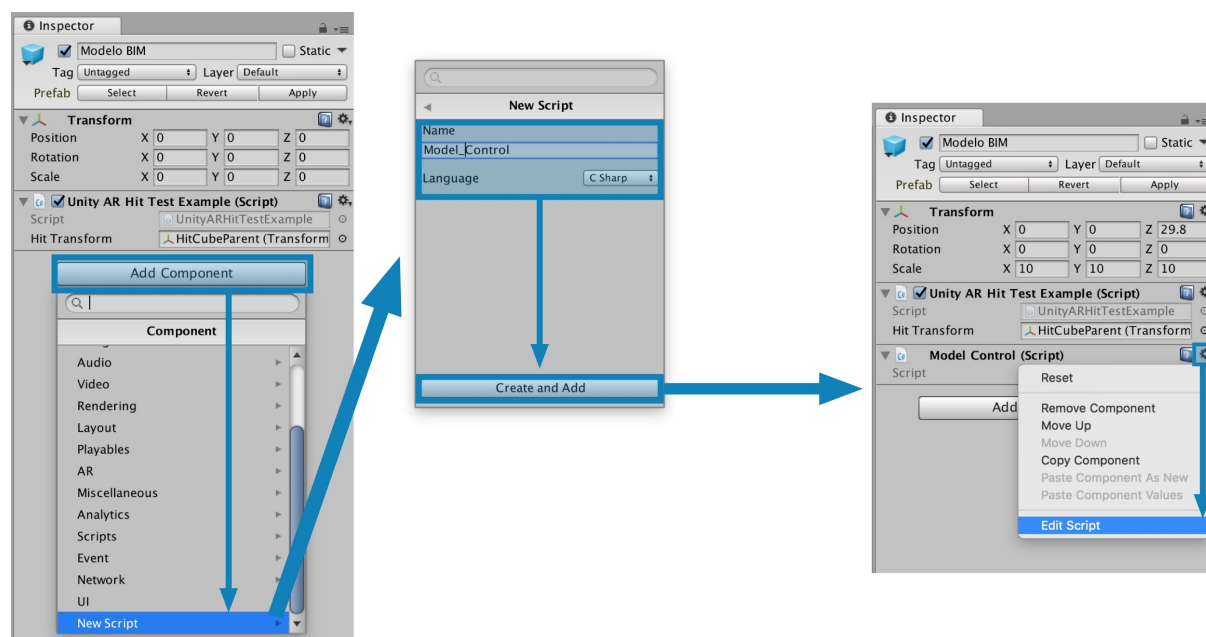 Inspector
Modelo BIM Static
Tag Untagged Layer Default
Prefab Select Revert Apply
Transform
Position X 0 Y 0 Z 0
Rotation X 0 Y 0 Z 0
Scale X 0 Y 0 Z 0
Unity AR Hit Test Example (Script)
Script UnityARHitTestExample
Hit Transform HitCubeParent (Transform
Add Component
Component
Audio
Video
Rendering
Layout
Playables
AR
Miscellaneous
Analytics
Scripts
Event
Network
UI
New Script
New Script
Name
Model_Control
Language C Sharp
Create and Add
Inspector
Modelo BIM Static
Tag Untagged Layer Default
Prefab Select Revert Apply
Transform
Position X 0 Y 0 Z 29.8
Rotation X 0 Y 0 Z 0
Scale X 10 Y 10 Z 10
Unity AR Hit Test Example (Script)
Script UnityARHitTestExample
Hit Transform HitCubeParent (Transform
Model Control (Script)
Script
Add
Reset
Remove Component
Move Up
Move Down
Copy Component
Paste Component As New
Paste Component Values
Edit Script